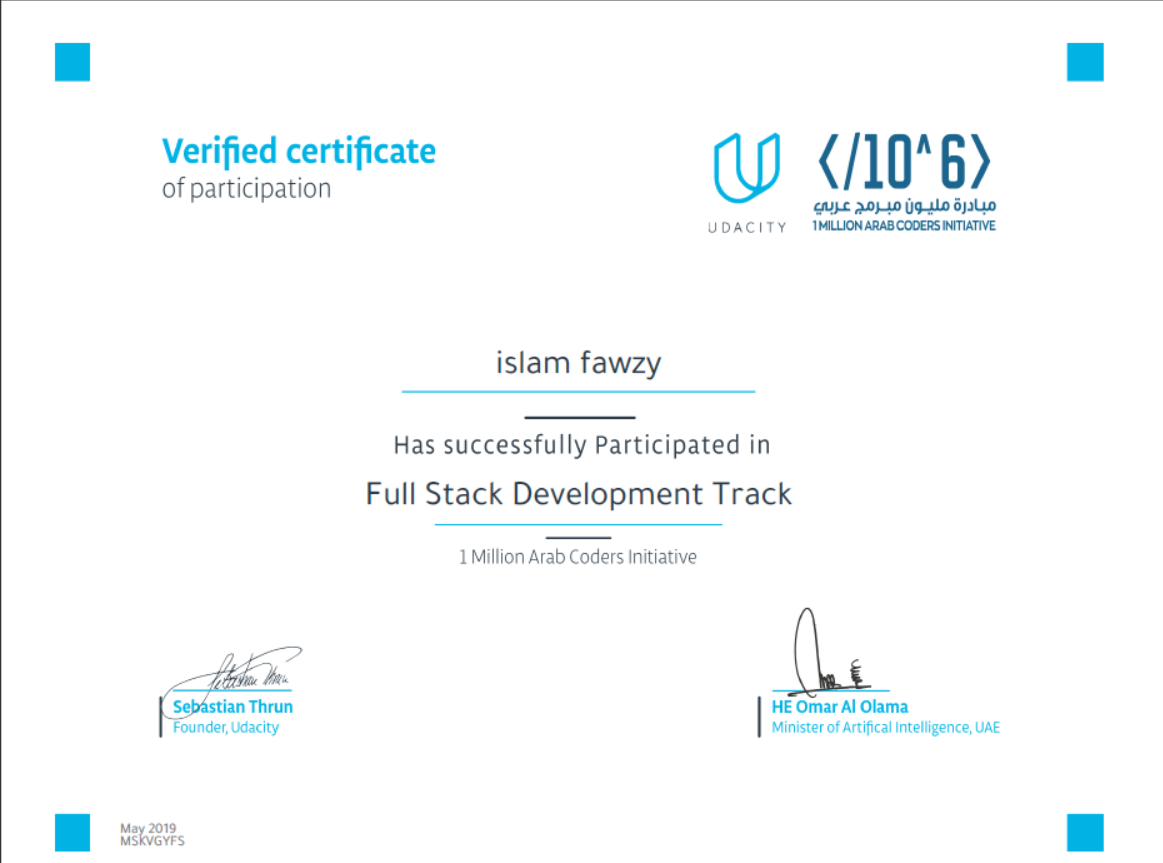 Verified certificate
of participation
UDACITY
</10^6>
مبادرة مليون مبرمج عربي
1 MILLION ARAB CODERS INITIATIVE
islam fawzy
Has successfully Participated in
Full Stack Development Track
1 Million Arab Coders Initiative
Sebastian Thrun
Founder, Udacity
HE Omar Al Olama
Minister of Artifical Intelligence, UAE
May 2019
MSKVGYFS